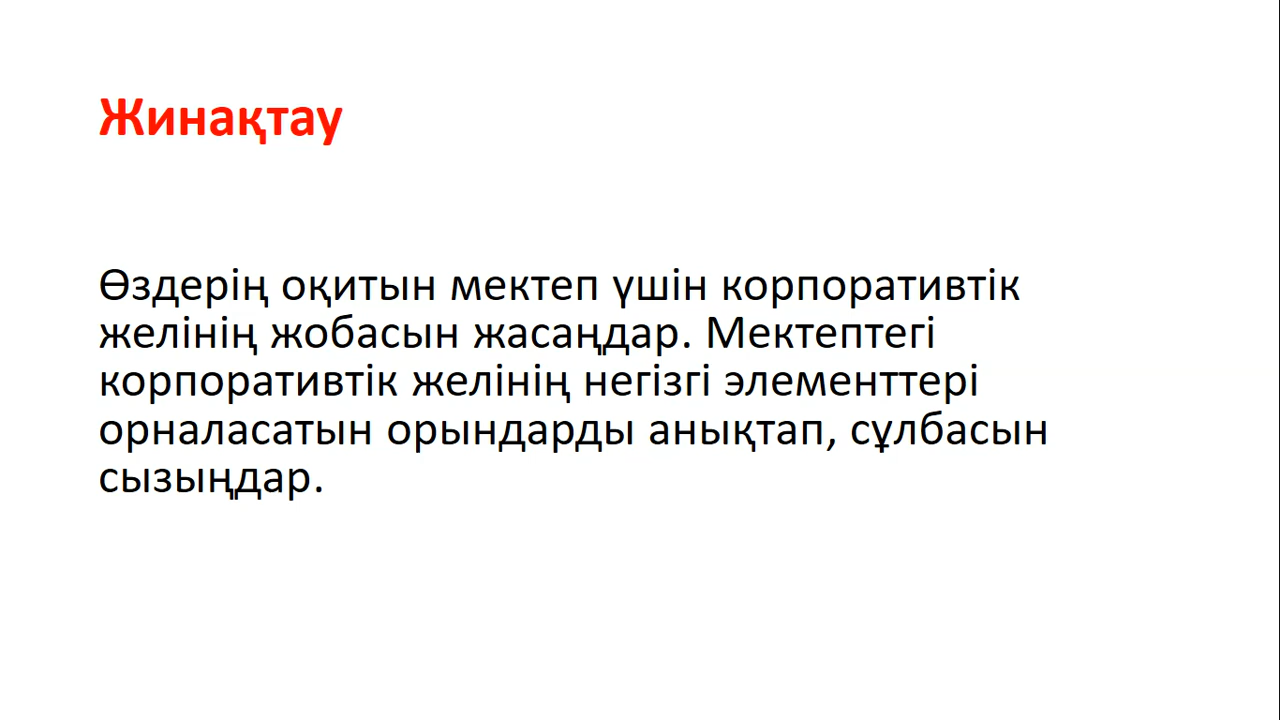 Жинақтау
Өздерің оқитын мектеп үшін корпоративтік
желінің жобасын жасаңдар. Мектептегі
корпоративтік желінің негізгі элементтері
орналасатын орындарды анықтап, сұлбасын
сызыңдар.